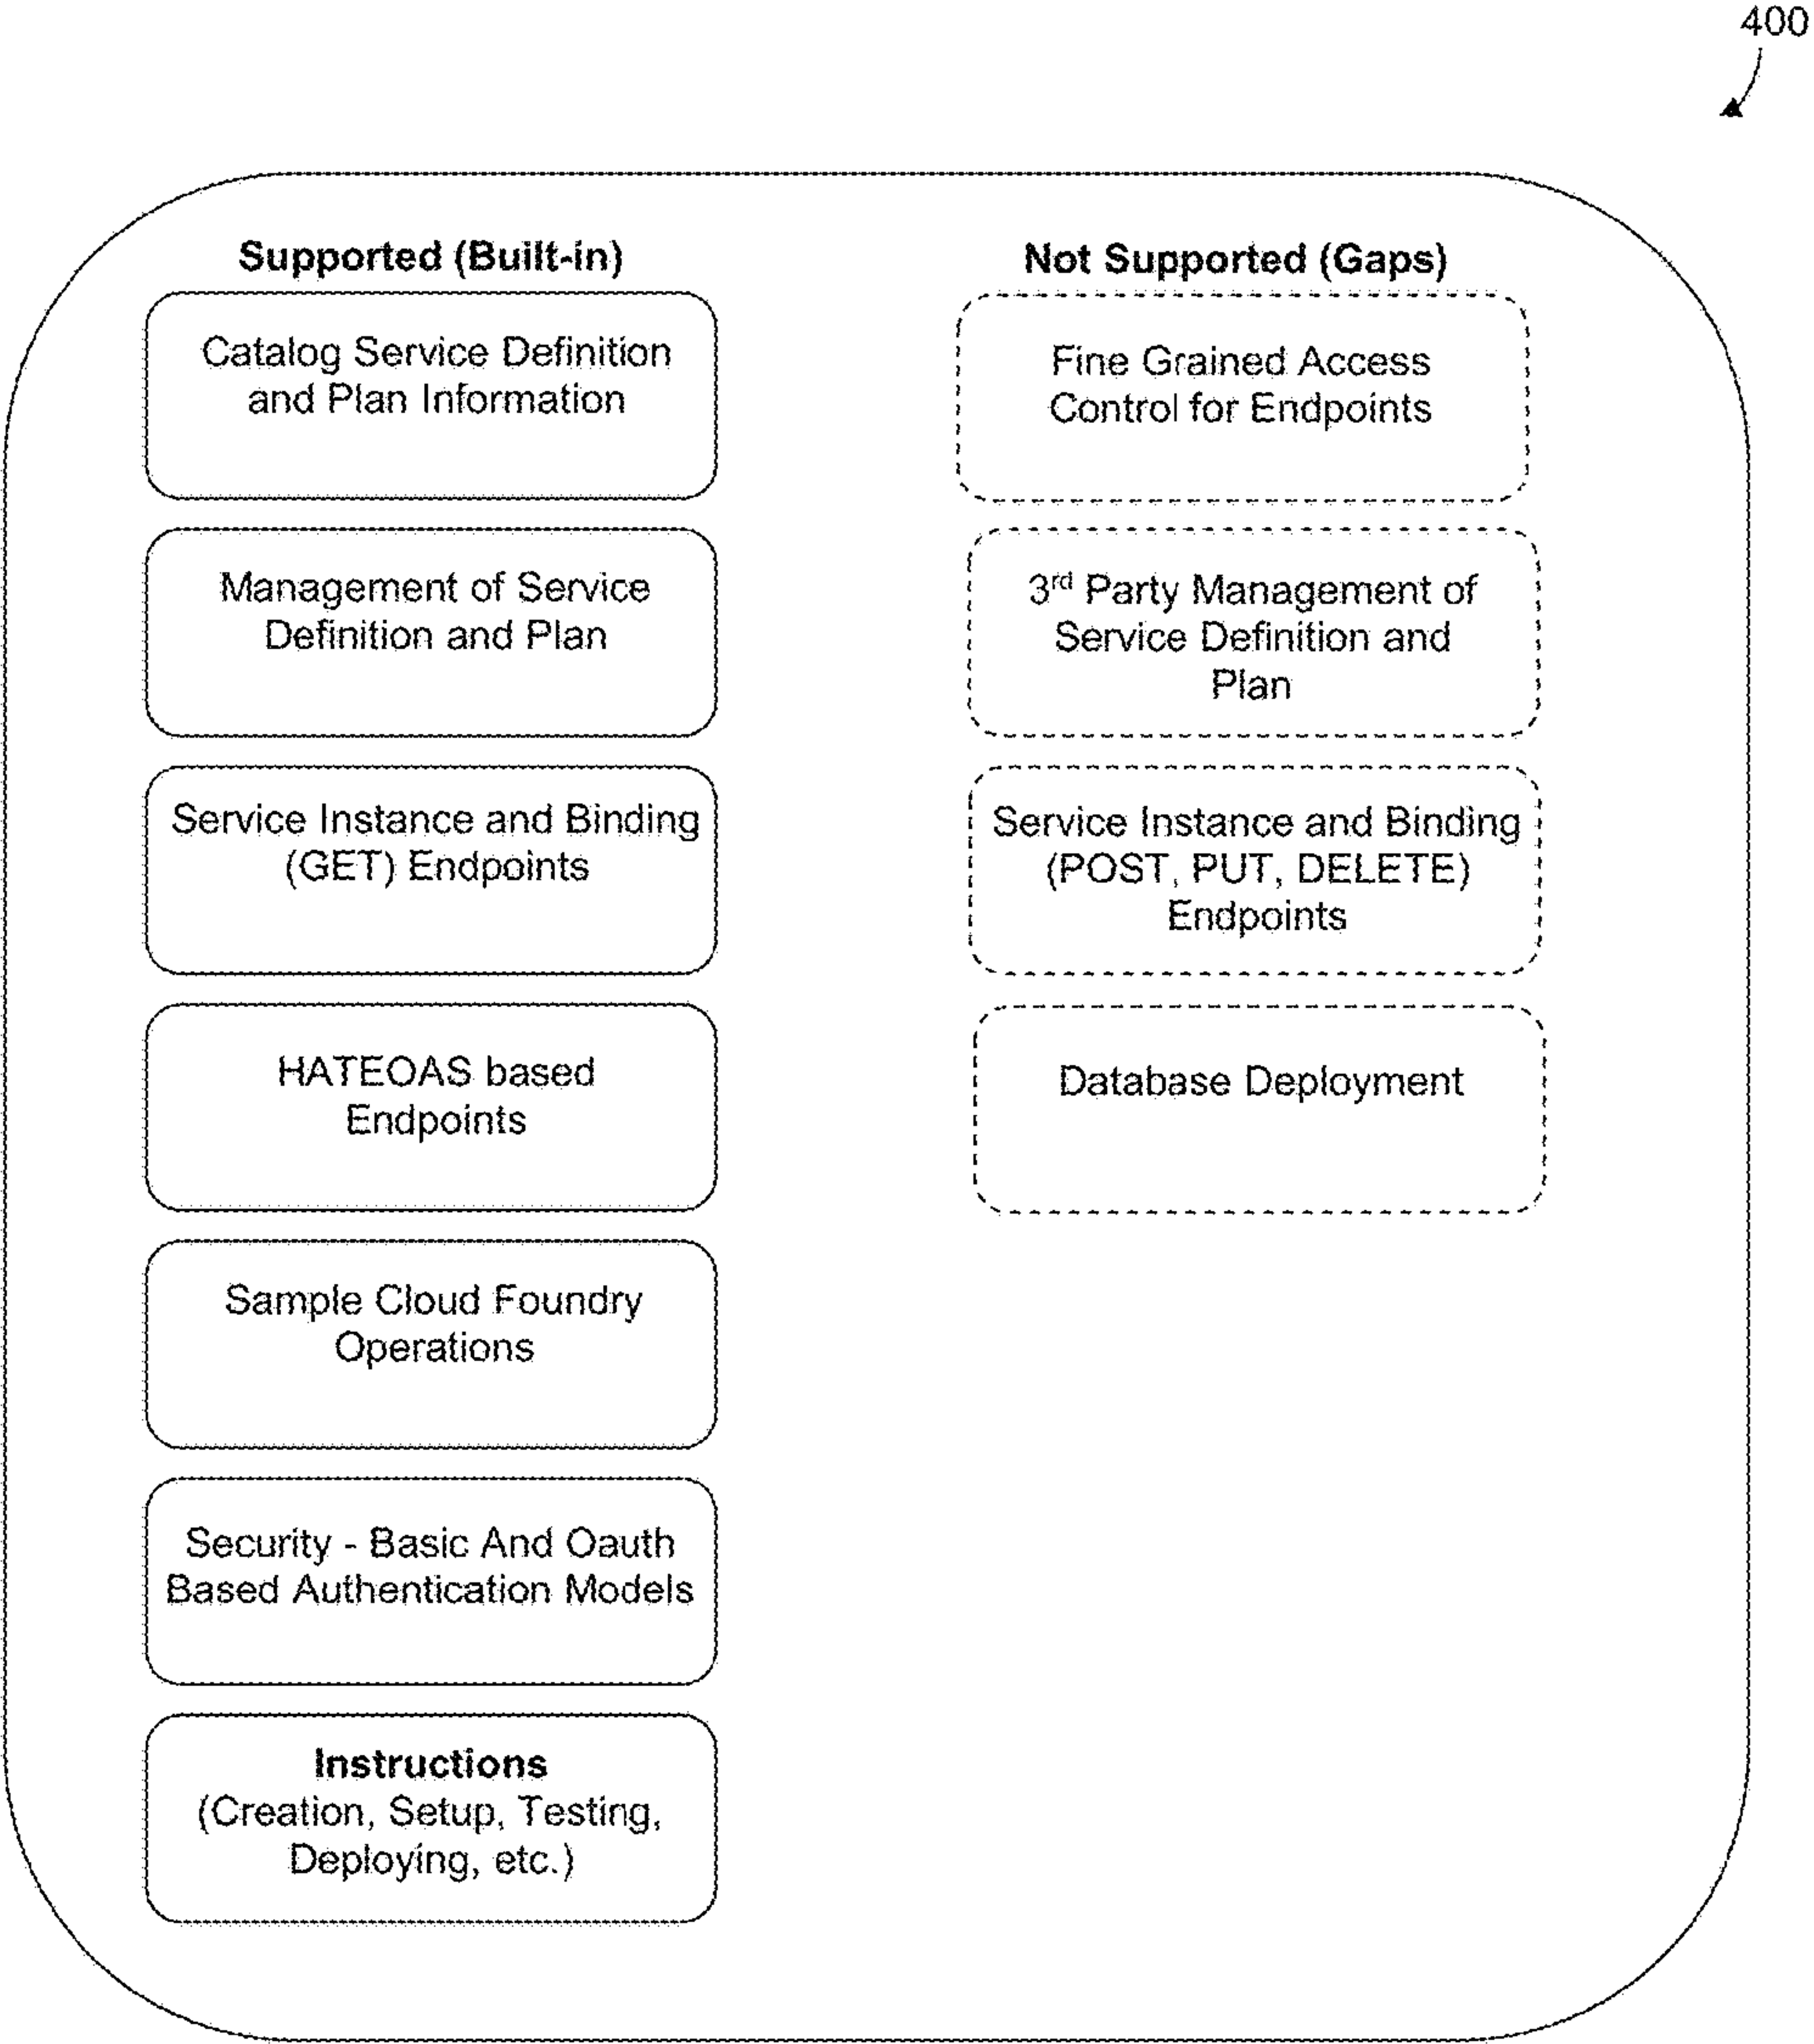 400
Supported (Built-in)
Catalog Service Definition
and Plan Information
Management of Service
Definition and Plan
Service Instance and Binding
(GET) Endpoints
HATEOAS based
Endpoints
Sample Cloud Foundry
Operations
Security - Basic And Oauth
Based Authentication Models
Instructions
(Creation, Setup, Testing,
Deploying, etc.)
Not Supported (Gaps)
Fine Grained Access
Control for Endpoints
3rd Party Management of
Service Definition and
Plan
Service Instance and Binding
(POST, PUT, DELETE)
Endpoints
Database Deployment